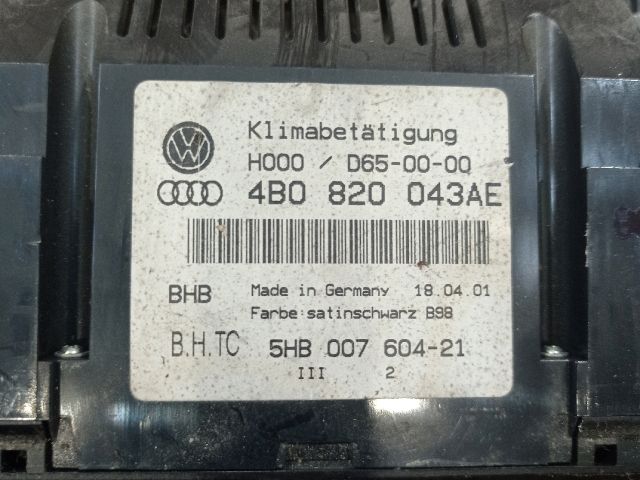 Klimabetätigung
H000 / D65-00-00
4B0 820 043AE
BHB Made in Germany 18.04.01
Farbe:satinschwarz B98
B.H.TC 5HB 007 604-21
III 2